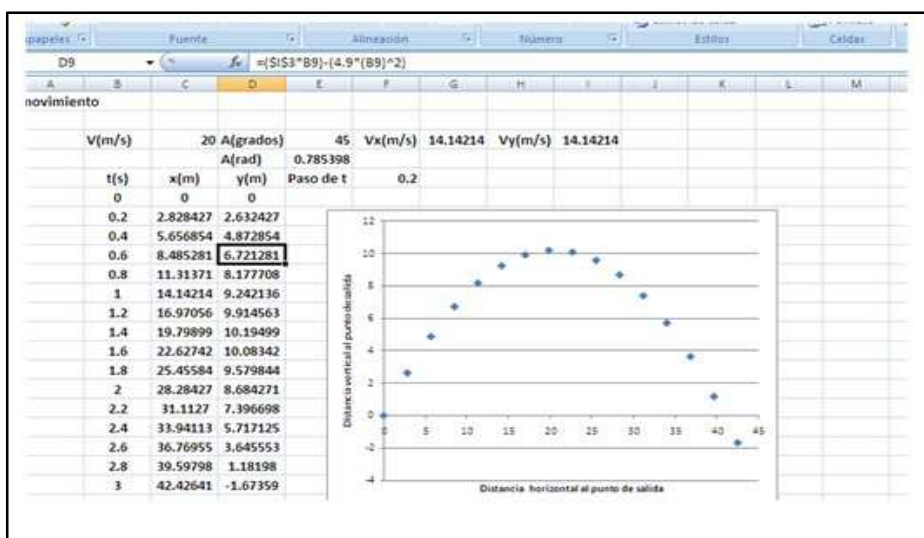 papeles Fuente Alineación Número Estilos Celdas
D9 fx =($I$3*B9)-(4.9*(B9)^2)
A B C D E F G H I J K L M
movimiento
V(m/s) 20 A(grados) 45 Vx(m/s) 14.14214 Vy(m/s) 14.14214
A(rad) 0.785398
t(s) x(m) y(m) Paso de t 0.2
0 0 0
0.2 2.828427 2.632427
0.4 5.656854 4.872854
0.6 8.485281 6.721281
0.8 11.31371 8.177708
1 14.14214 9.242136
1.2 16.97056 9.914563
1.4 19.79899 10.19499
1.6 22.62742 10.08342
1.8 25.45584 9.579844
2 28.28427 8.684271
2.2 31.1127 7.396698
2.4 33.94113 5.717125
2.6 36.76955 3.645553
2.8 39.59798 1.18198
3 42.42641 -1.67359
Distancia vertical al punto de salida
12
10
8
6
4
2
0
-2
-4
0 5 10 15 20 25 30 35 40 45
Distancia horizontal al punto de salida